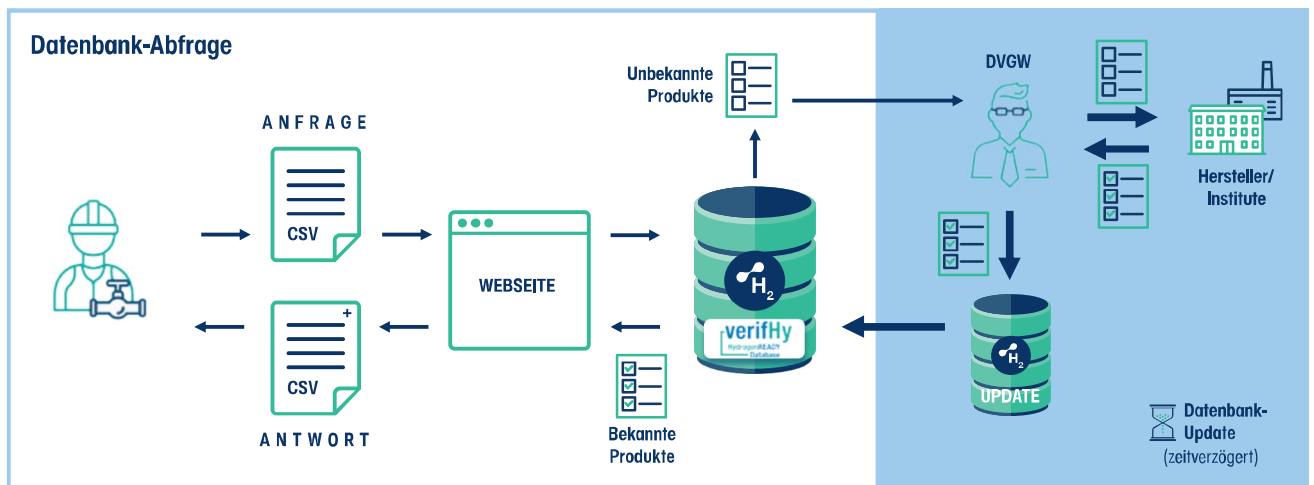 Datenbank-Abfrage
ANFRAGE
CSV
WEBSEITE
CSV
+
ANTWORT
Unbekannte
Produkte
H2
verifHy
HydrogenREADY
Database
Bekannte
Produkte
DVGW
Hersteller/
Institute
H2
UPDATE
Datenbank-
Update
(zeitverzögert)